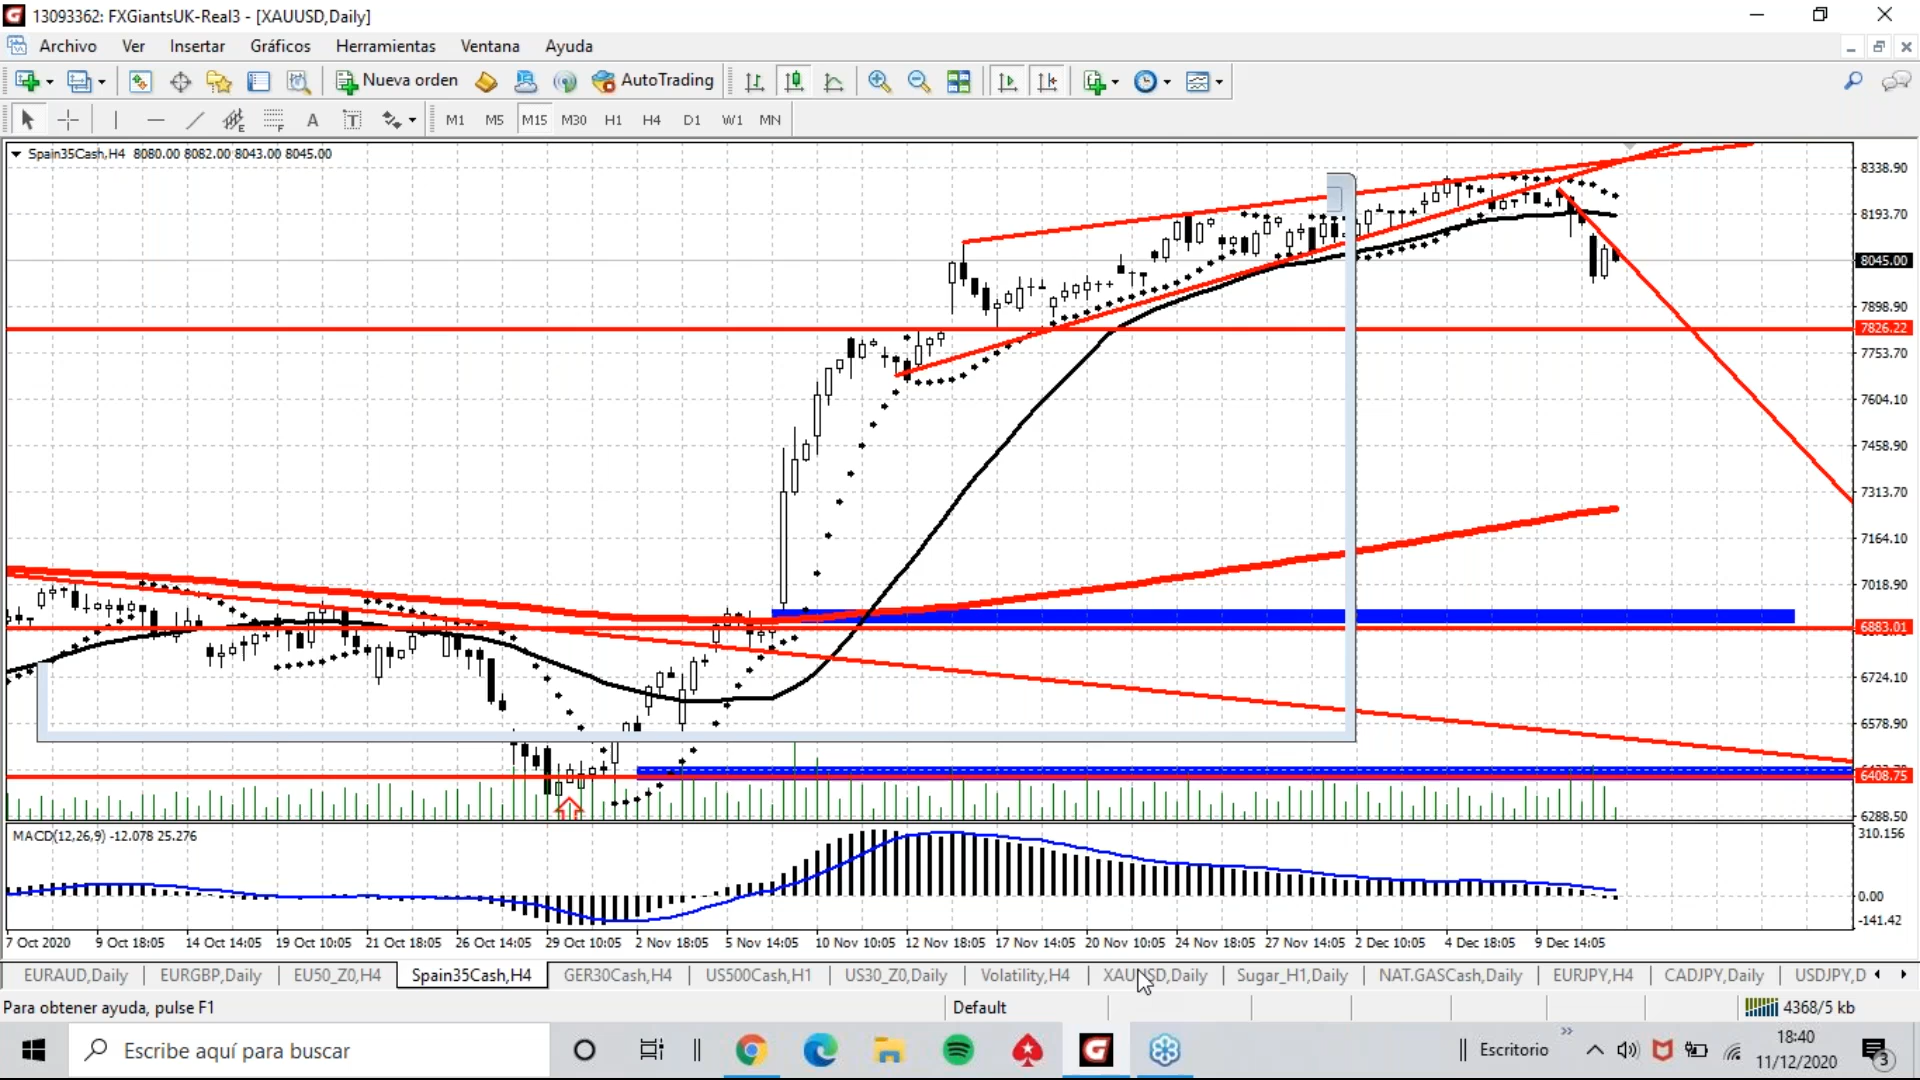 13093362: FXGiantsUK-Real3 - [XAUUSD,Daily]
Archivo Ver Insertar Gráficos Herramientas Ventana Ayuda
Nueva orden AutoTrading
A T M1 M5 M15 M30 H1 H4 D1 W1 MN
Spain35Cash,H4 8080.00 8082.00 8043.00 8045.00
8338.90
8193.70
8045.00
7898.90
7826.22
7753.70
7604.10
7458.90
7313.70
7164.10
7018.90
6883.01
6724.10
6578.90
6408.75
6288.50
MACD(12,26,9) -12.078 25.276
310.156
0.00
-141.42
7 Oct 2020 9 Oct 18:05 14 Oct 14:05 19 Oct 10:05 21 Oct 18:05 26 Oct 14:05 29 Oct 10:05 2 Nov 18:05 5 Nov 14:05 10 Nov 10:05 12 Nov 18:05 17 Nov 14:05 20 Nov 10:05 24 Nov 18:05 27 Nov 14:05 2 Dec 10:05 4 Dec 18:05 9 Dec 14:05
EURAUD,Daily EURGBP,Daily EU50_Z0,H4 Spain35Cash,H4 GER30Cash,H4 US500Cash,H1 US30_Z0,Daily Volatility,H4 XAUUSD,Daily Sugar_H1,Daily NAT.GASCash,Daily EURJPY,H4 CADJPY,Daily USDJPY,D
Para obtener ayuda, pulse F1 Default 4368/5 kb
Escribe aquí para buscar Escritorio 18:40
11/12/2020 3